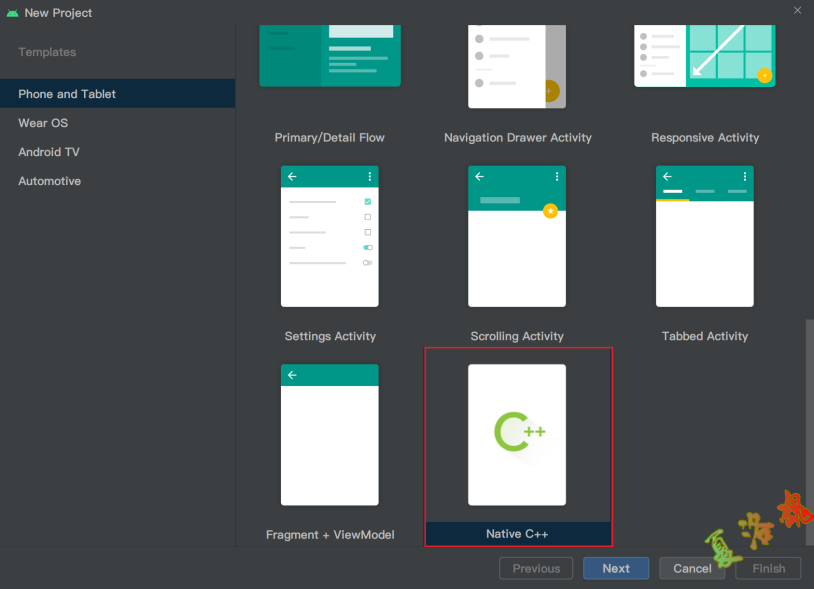 New Project
Templates
Phone and Tablet
Wear OS
Android TV
Automotive
Primary/Detail Flow
Navigation Drawer Activity
Responsive Activity
Settings Activity
Scrolling Activity
Tabbed Activity
C++
Fragment + ViewModel
Native C++
Previous
Next
Cancel
Finish